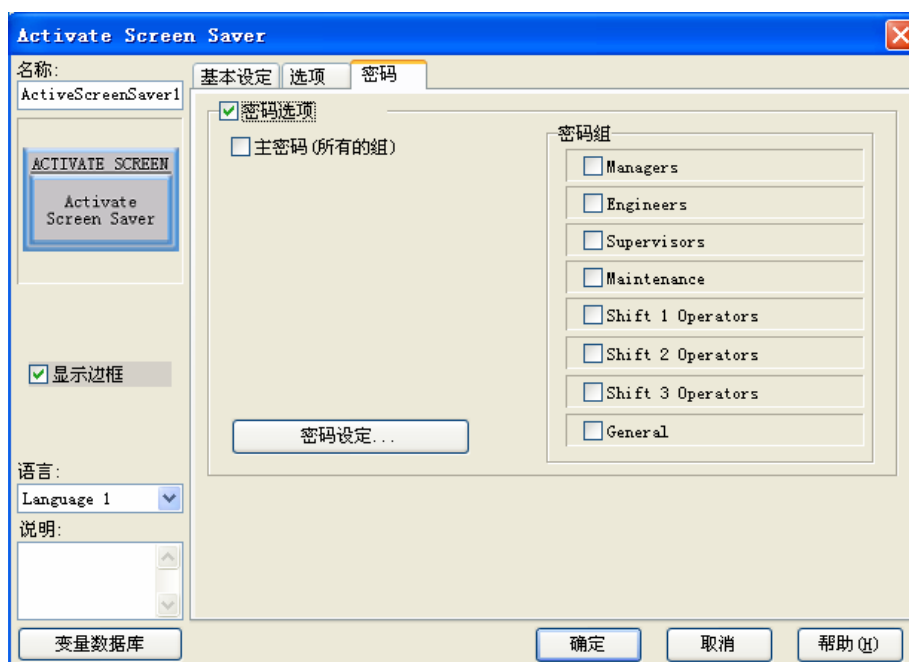 Activate Screen Saver
名称:
ActiveScreenSaver1
ACTIVATE SCREEN
Activate
Screen Saver
显示边框
语言:
Language 1
说明:
变量数据库
基本设定 选项 密码
密码选项
主密码(所有的组)
密码设定...
密码组
Managers
Engineers
Supervisors
Maintenance
Shift 1 Operators
Shift 2 Operators
Shift 3 Operators
General
确定 取消 帮助(H)